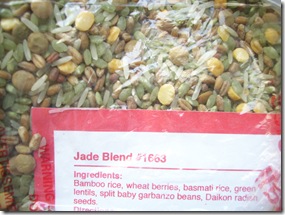 Jade Blend #1663
Ingredients:
Bamboo rice, wheat berries, basmati rice, green
lentils, split baby garbanzo beans, Daikon radish
seeds.